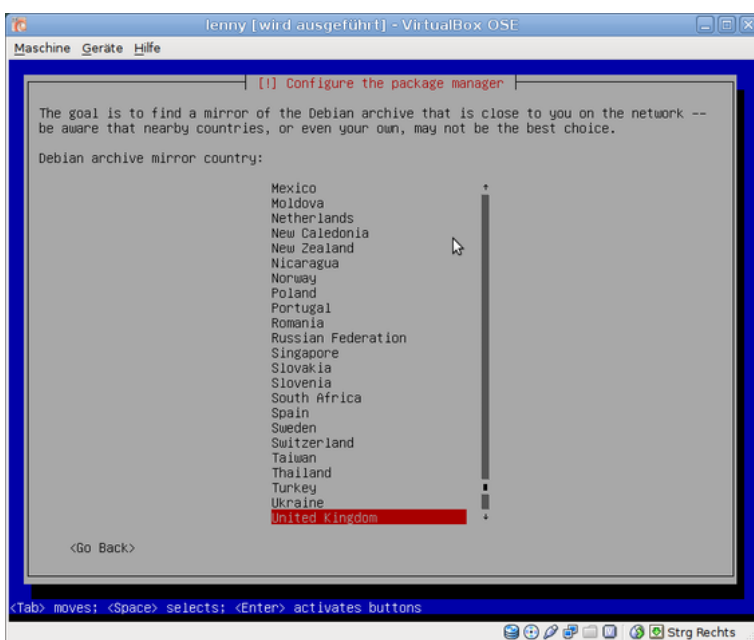 lenny [wird ausgeführt] - VirtualBox OSE
Maschine Geräte Hilfe
[!] Configure the package manager
The goal is to find a mirror of the Debian archive that is close to you on the network --
be aware that nearby countries, or even your own, may not be the best choice.
Debian archive mirror country:
Mexico
Moldova
Netherlands
New Caledonia
New Zealand
Nicaragua
Norway
Poland
Portugal
Romania
Russian Federation
Singapore
Slovakia
Slovenia
South Africa
Spain
Sweden
Switzerland
Taiwan
Thailand
Turkey
Ukraine
United Kingdom
<Go Back>
<Tab> moves; <Space> selects; <Enter> activates buttons
Strg Rechts